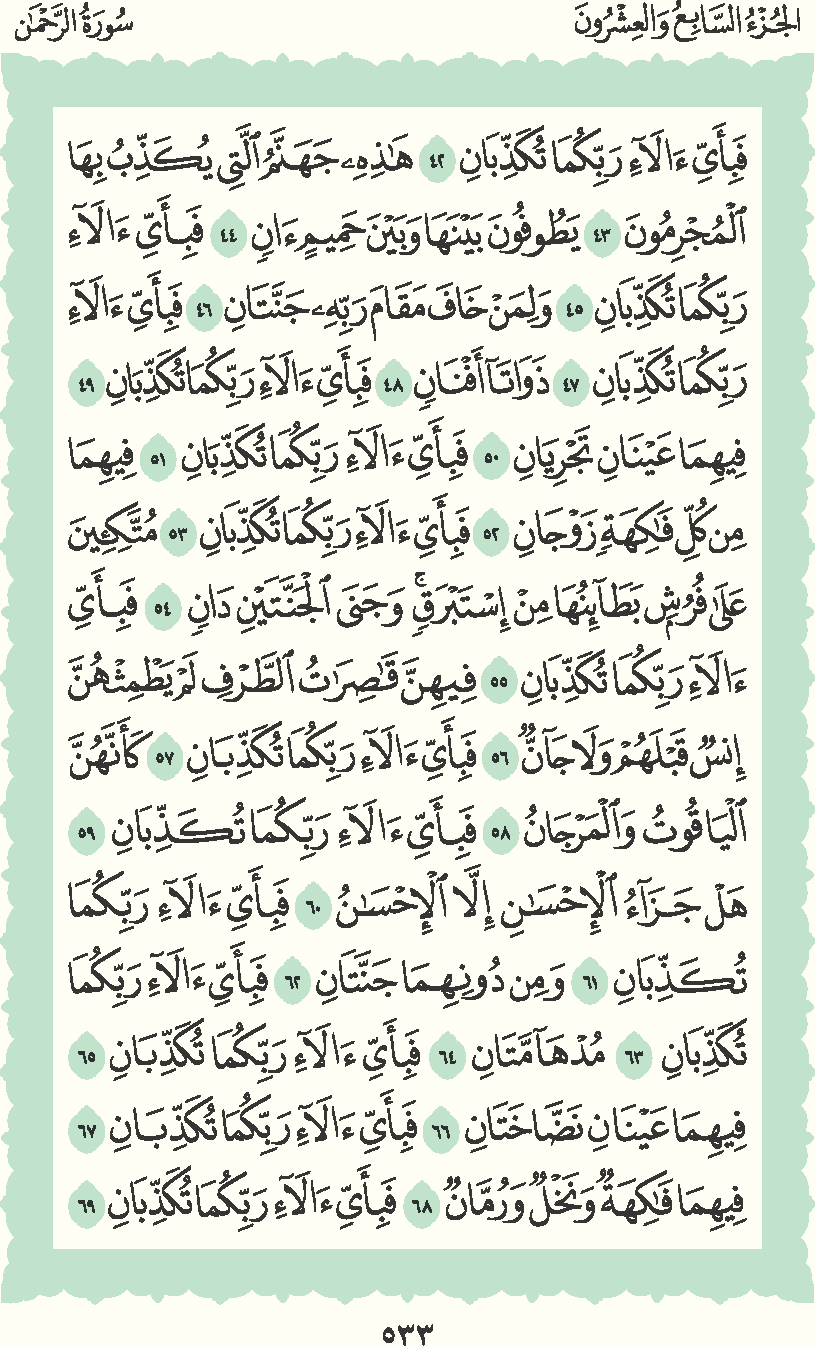 سُورَةُ الرَّحْمَٰن
الجُزْءُ السَّابِعُ وَالْعِشْرُونَ
فَبِأَيِّ ءَالَآءِ رَبِّكُمَا تُكَذِّبَانِ ٤٢ هَٰذِهِۦ جَهَنَّمُ ٱلَّتِي يُكَذِّبُ بِهَا
ٱلْمُجْرِمُونَ ٤٣ يَطُوفُونَ بَيْنَهَا وَبَيْنَ حَمِيمٍ ءَانٍ ٤٤ فَبِأَيِّ ءَالَآءِ
رَبِّكُمَا تُكَذِّبَانِ ٤٥ وَلِمَنْ خَافَ مَقَامَ رَبِّهِۦ جَنَّتَانِ ٤٦ فَبِأَيِّ ءَالَآءِ
رَبِّكُمَا تُكَذِّبَانِ ٤٧ ذَوَاتَآ أَفْنَانٍ ٤٨ فَبِأَيِّ ءَالَآءِ رَبِّكُمَا تُكَذِّبَانِ ٤٩
فِيهِمَا عَيْنَانِ تَجْرِيَانِ ٥٠ فَبِأَيِّ ءَالَآءِ رَبِّكُمَا تُكَذِّبَانِ ٥١ فِيهِمَا
مِن كُلِّ فَٰكِهَةٍ زَوْجَانِ ٥٢ فَبِأَيِّ ءَالَآءِ رَبِّكُمَا تُكَذِّبَانِ ٥٣ مُتَّكِـِٔينَ
عَلَىٰ فُرُشٍۭ بَطَآئِنُهَا مِنْ إِسْتَبْرَقٍۚ وَجَنَى ٱلْجَنَّتَيْنِ دَانٍ ٥٤ فَبِأَيِّ
ءَالَآءِ رَبِّكُمَا تُكَذِّبَانِ ٥٥ فِيهِنَّ قَٰصِرَٰتُ ٱلطَّرْفِ لَمْ يَطْمِثْهُنَّ
إِنسٌ قَبْلَهُمْ وَلَا جَآنٌّ ٥٦ فَبِأَيِّ ءَالَآءِ رَبِّكُمَا تُكَذِّبَانِ ٥٧ كَأَنَّهُنَّ
ٱلْيَاقُوتُ وَٱلْمَرْجَانُ ٥٨ فَبِأَيِّ ءَالَآءِ رَبِّكُمَا تُكَذِّبَانِ ٥٩
هَلْ جَزَآءُ ٱلْإِحْسَٰنِ إِلَّا ٱلْإِحْسَٰنُ ٦٠ فَبِأَيِّ ءَالَآءِ رَبِّكُمَا
تُكَذِّبَانِ ٦١ وَمِن دُونِهِمَا جَنَّتَانِ ٦٢ فَبِأَيِّ ءَالَآءِ رَبِّكُمَا
تُكَذِّبَانِ ٦٣ مُدْهَآمَّتَانِ ٦٤ فَبِأَيِّ ءَالَآءِ رَبِّكُمَا تُكَذِّبَانِ ٦٥
فِيهِمَا عَيْنَانِ نَضَّاخَتَانِ ٦٦ فَبِأَيِّ ءَالَآءِ رَبِّكُمَا تُكَذِّبَانِ ٦٧
فِيهِمَا فَٰكِهَةٌ وَنَخْلٌ وَرُمَّانٌ ٦٨ فَبِأَيِّ ءَالَآءِ رَبِّكُمَا تُكَذِّبَانِ ٦٩
٥٣٣